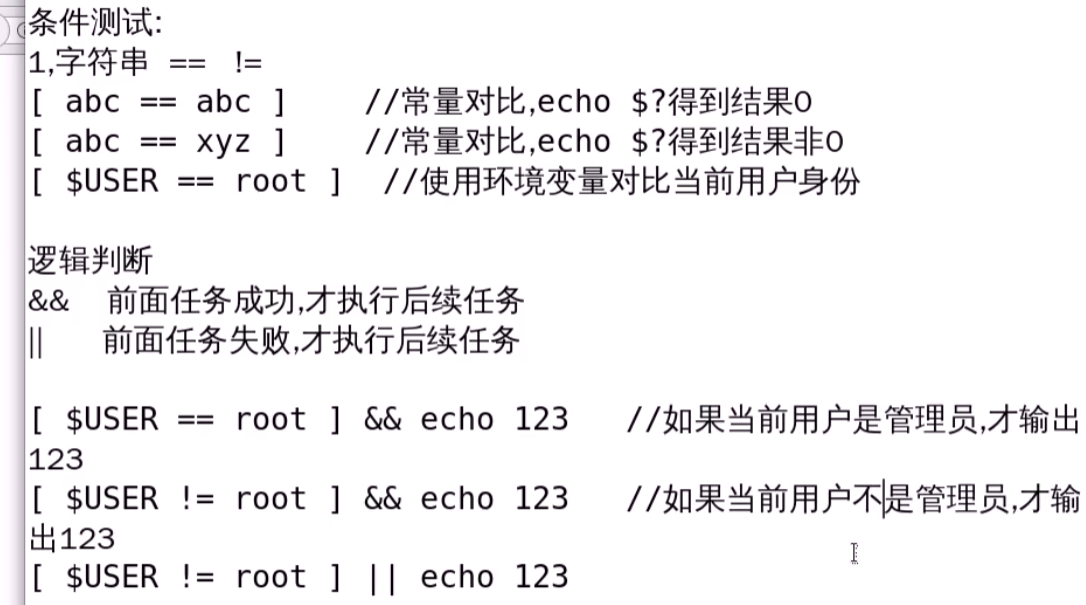 条件测试:
1,字符串 == !=
[ abc == abc ]    //常量对比,echo $?得到结果0
[ abc == xyz ]    //常量对比,echo $?得到结果非0
[ $USER == root ]  //使用环境变量对比当前用户身份
逻辑判断
&&  前面任务成功,才执行后续任务
||   前面任务失败,才执行后续任务
[ $USER == root ] && echo 123   //如果当前用户是管理员,才输出
123
[ $USER != root ] && echo 123   //如果当前用户不是管理员,才输
出123
[ $USER != root ] || echo 123